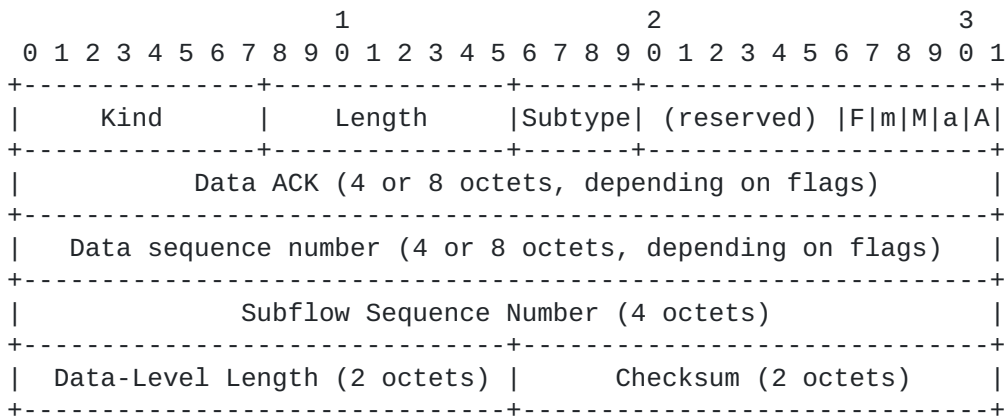 1                   2                   3
 0 1 2 3 4 5 6 7 8 9 0 1 2 3 4 5 6 7 8 9 0 1 2 3 4 5 6 7 8 9 0 1
+---------------+---------------+-------+----------------------+
|     Kind      |    Length     |Subtype| (reserved) |F|m|M|a|A|
+---------------+---------------+-------+----------------------+
|           Data ACK (4 or 8 octets, depending on flags)       |
+--------------------------------------------------------------+
|   Data sequence number (4 or 8 octets, depending on flags)   |
+--------------------------------------------------------------+
|              Subflow Sequence Number (4 octets)              |
+-------------------------------+------------------------------+
|  Data-Level Length (2 octets) |      Checksum (2 octets)     |
+-------------------------------+------------------------------+